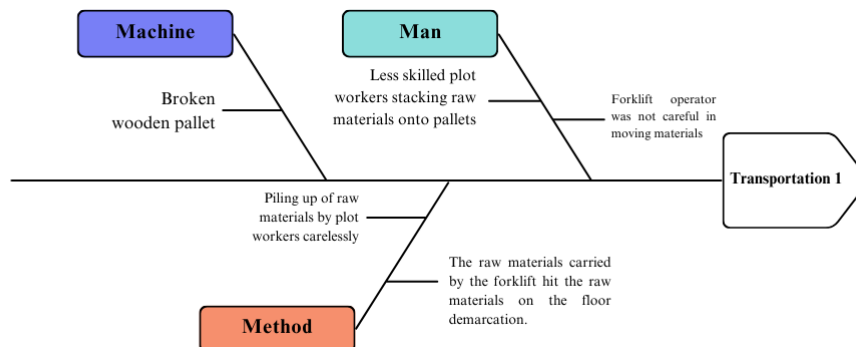 Machine
Man
Broken
wooden pallet
Less skilled plot
workers stacking raw
materials onto pallets
Forklift operator
was not careful in
moving materials
Transportation 1
Piling up of raw
materials by plot
workers carelessly
The raw materials carried
by the forklift hit the raw
materials on the floor
demarcation.
Method